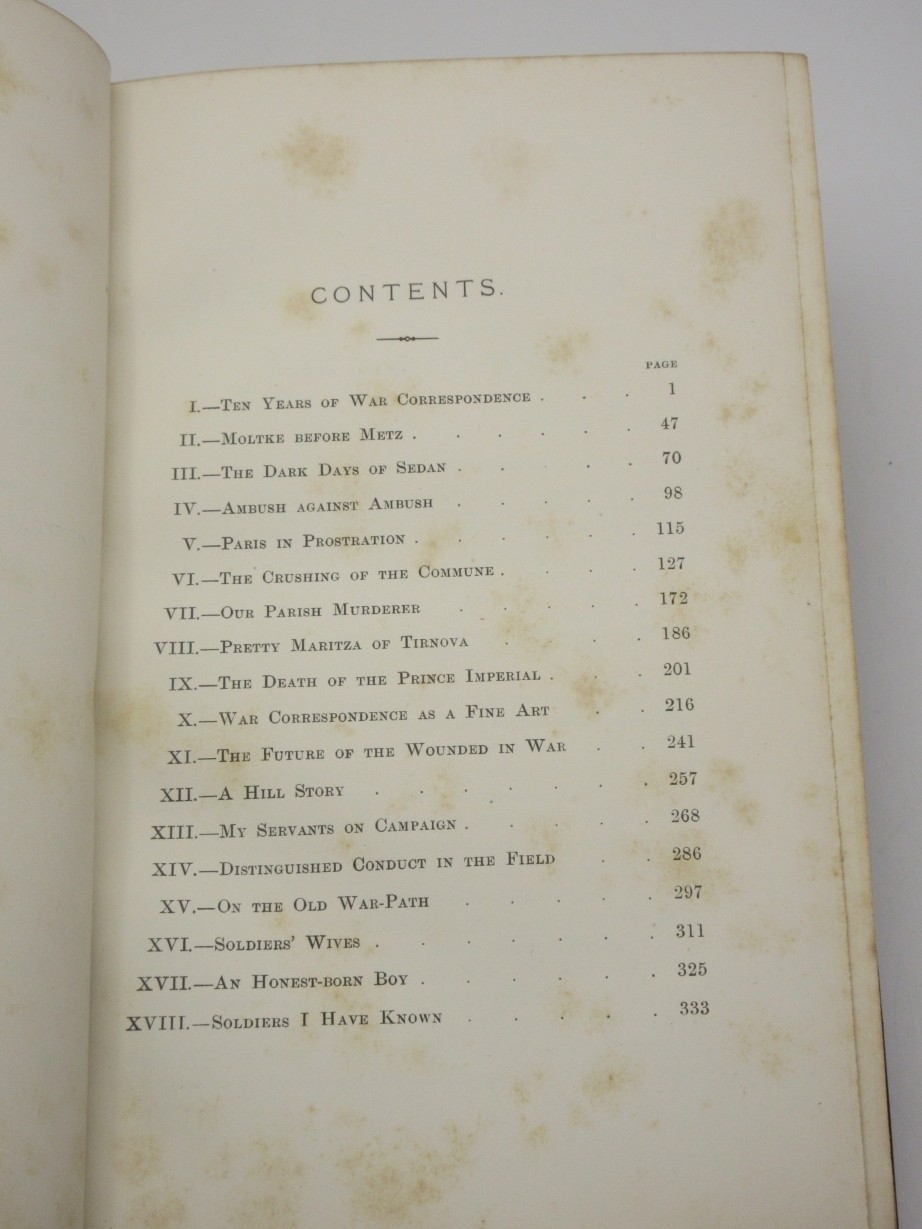 CONTENTS.
PAGE
I.—Ten Years of War Correspondence . . . 1
II.—Moltke before Metz . . . . . . 47
III.—The Dark Days of Sedan . . . . 70
IV.—Ambush against Ambush . . . . . 98
V.—Paris in Prostration . . . . . . 115
VI.—The Crushing of the Commune . . . . 127
VII.—Our Parish Murderer . . . . . 172
VIII.—Pretty Maritza of Tirnova . . . 186
IX.—The Death of the Prince Imperial . . . 201
X.—War Correspondence as a Fine Art . . 216
XI.—The Future of the Wounded in War . . 241
XII.—A Hill Story . . . . . . . 257
XIII.—My Servants on Campaign . . . . . 268
XIV.—Distinguished Conduct in the Field . . 286
XV.—On the Old War-Path . . . . . 297
XVI.—Soldiers' Wives . . . . . . . 311
XVII.—An Honest-born Boy . . . . . . 325
XVIII.—Soldiers I Have Known . . . . . 333